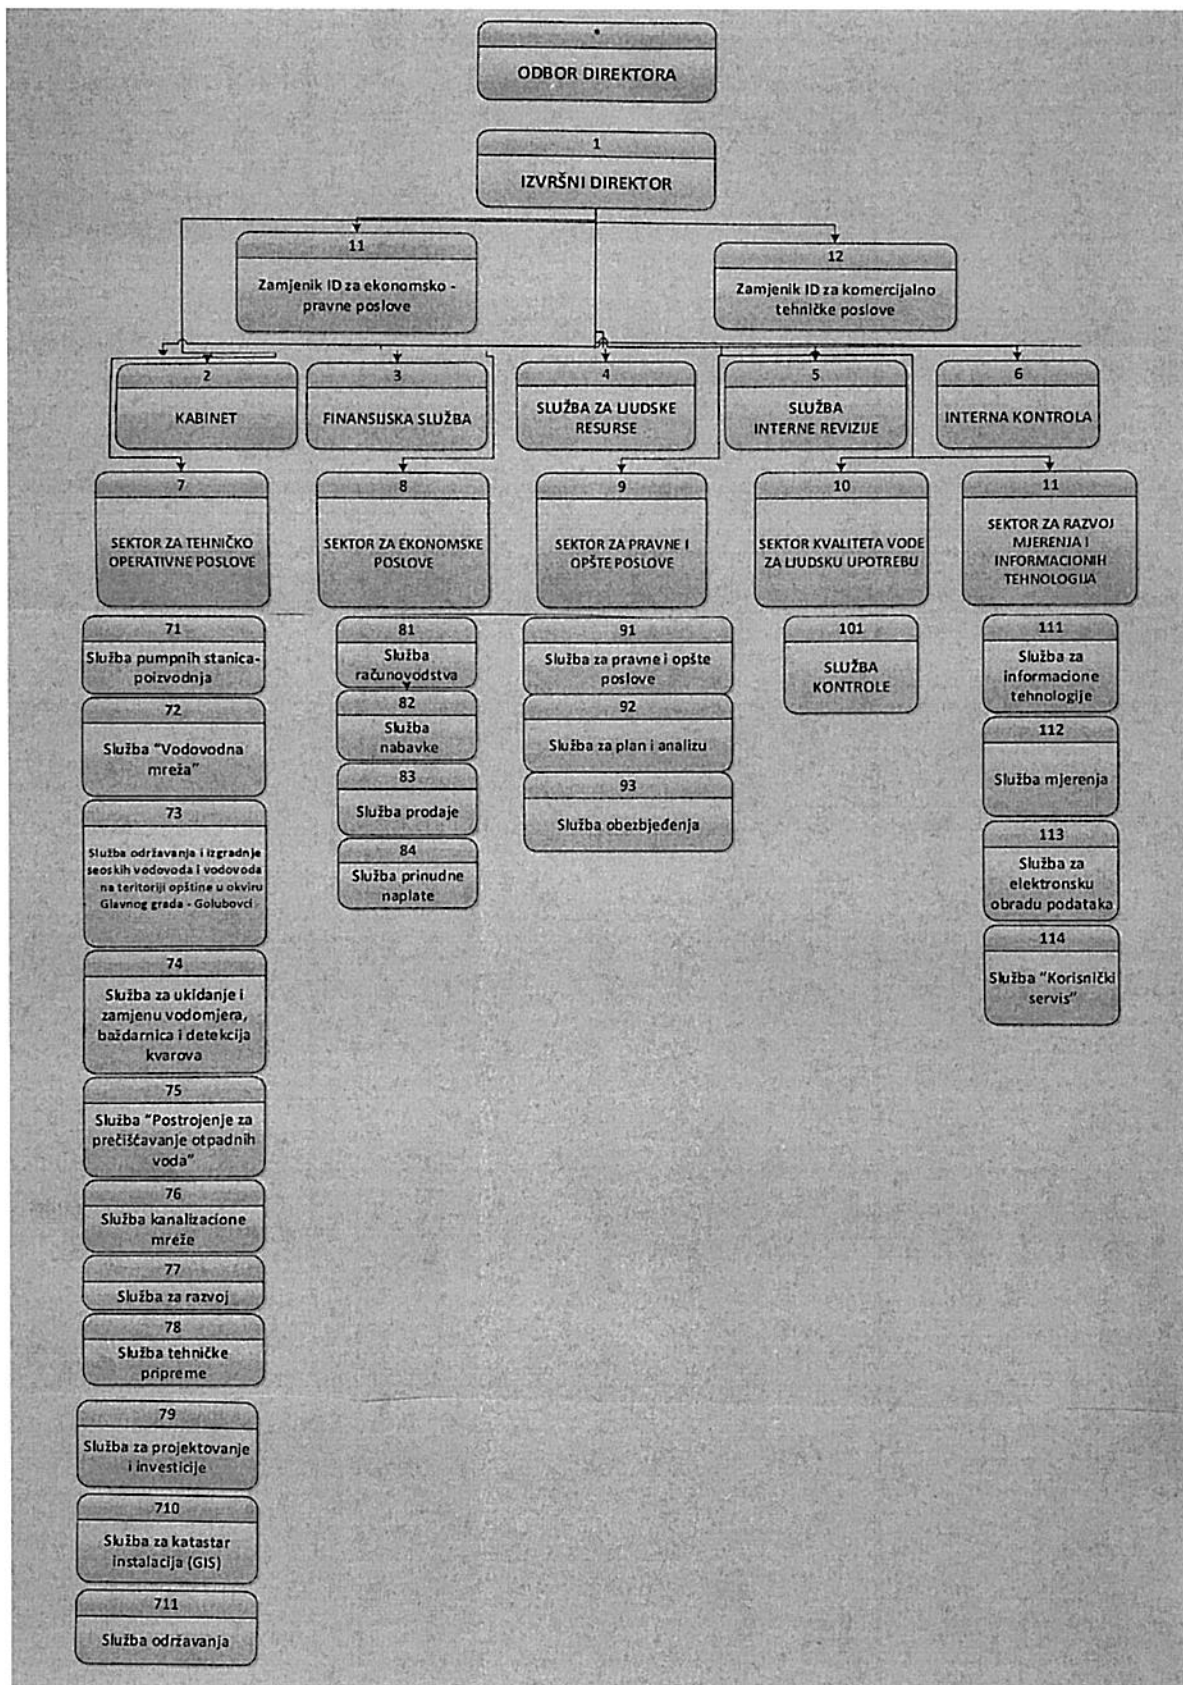 *
ODBOR DIREKTORA
1
IZVRŠNI DIREKTOR
11
Zamjenik ID za ekonomsko -
pravne poslove
12
Zamjenik ID za komercijalno
tehničke poslove
2
KABINET
3
FINANSIJSKA SLUŽBA
4
SLUŽBA ZA LJUDSKE
RESURSE
5
SLUŽBA
INTERNE REVIZIJE
6
INTERNA KONTROLA
7
SEKTOR ZA TEHNIČKO
OPERATIVNE POSLOVE
8
SEKTOR ZA EKONOMSKE
POSLOVE
9
SEKTOR ZA PRAVNE I
OPŠTE POSLOVE
10
SEKTOR KVALITETA VODE
ZA LJUDSKU UPOTREBU
11
SEKTOR ZA RAZVOJ
MJERENJA I
INFORMACIONIH
TEHNOLOGIJA
71
Služba pumpnih stanica-
poizvodnja
72
Služba "Vodovodna
mreža"
73
Služba održavanja i izgradnje
seoskih vodovoda i vodovoda
na teritoriji opštine u okviru
Glavnog grada - Golubovci
74
Služba za ukidanje i
zamjenu vodomjera,
baždarnica i detekcija
kvarova
75
Služba "Postrojenje za
prečišćavanje otpadnih
voda"
76
Služba kanalizacione
mreže
77
Služba za razvoj
78
Služba tehničke
pripreme
79
Služba za projektovanje
i investicije
710
Služba za katastar
instalacija (GIS)
711
Služba održavanja
81
Služba
računovodstva
82
Služba
nabavke
83
Služba prodaje
84
Služba prinudne
naplate
91
Služba za pravne i opšte
poslove
92
Služba za plan i analizu
93
Služba obezbjeđenja
101
SLUŽBA
KONTROLE
111
Služba za
informacione
tehnologije
112
Služba mjerenja
113
Služba za
elektronsku
obradu podataka
114
Služba "Korisnički
servis"